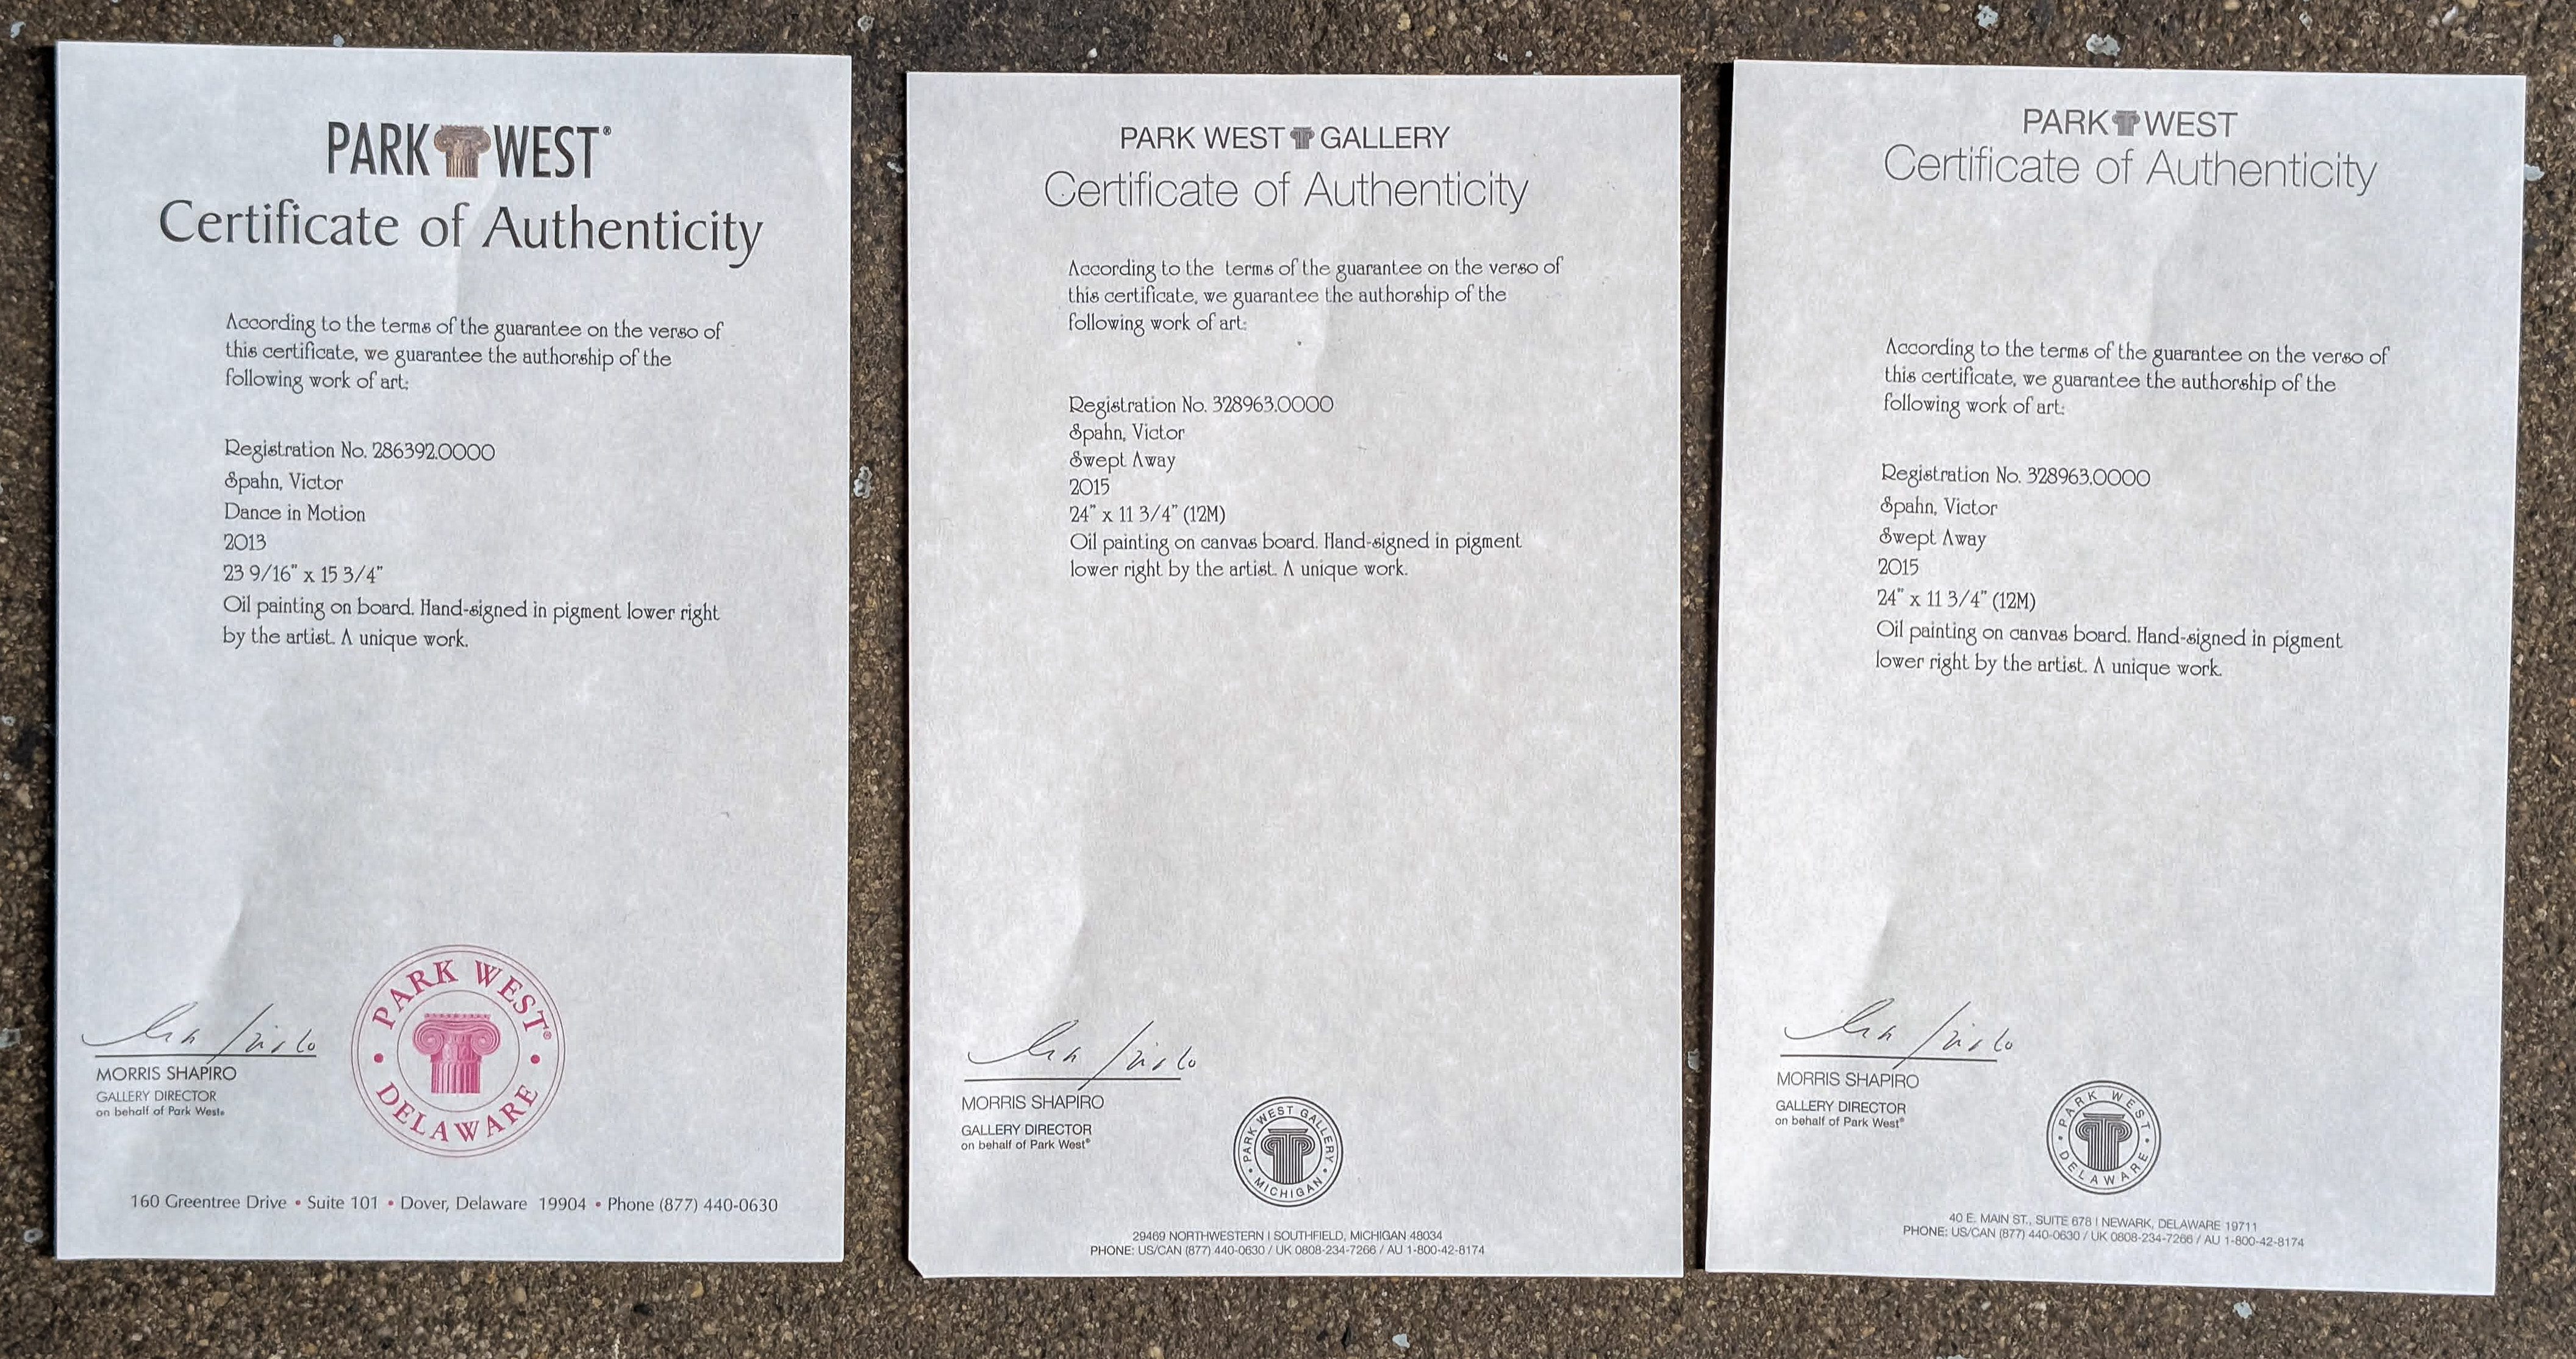 PARK WEST®
Certificate of Authenticity
According to the terms of the guarantee on the verso of
this certificate, we guarantee the authorship of the
following work of art:
Registration No. 286392.0000
Spahn, Victor
Dance in Motion
2013
23 9/16" x 15 3/4"
Oil painting on board. Hand-signed in pigment lower right
by the artist. A unique work.
MORRIS SHAPIRO
GALLERY DIRECTOR
on behalf of Park West®
PARK WEST®
• DELAWARE •
160 Greentree Drive • Suite 101 • Dover, Delaware 19904 • Phone (877) 440-0630
PARK WEST GALLERY
Certificate of Authenticity
According to the terms of the guarantee on the verso of
this certificate, we guarantee the authorship of the
following work of art:
Registration No. 328963.0000
Spahn, Victor
Swept Away
2015
24" x 11 3/4" (12M)
Oil painting on canvas board. Hand-signed in pigment
lower right by the artist. A unique work.
MORRIS SHAPIRO
GALLERY DIRECTOR
on behalf of Park West®
PARK WEST GALLERY
• MICHIGAN •
29469 NORTHWESTERN | SOUTHFIELD, MICHIGAN 48034
PHONE: US/CAN (877) 440-0630 / UK 0808-234-7266 / AU 1-800-42-8174
PARK WEST
Certificate of Authenticity
According to the terms of the guarantee on the verso of
this certificate, we guarantee the authorship of the
following work of art:
Registration No. 328963.0000
Spahn, Victor
Swept Away
2015
24" x 11 3/4" (12M)
Oil painting on canvas board. Hand-signed in pigment
lower right by the artist. A unique work.
MORRIS SHAPIRO
GALLERY DIRECTOR
on behalf of Park West®
PARK WEST
• DELAWARE •
40 E. MAIN ST., SUITE 678 | NEWARK, DELAWARE 19711
PHONE: US/CAN (877) 440-0630 / UK 0808-234-7266 / AU 1-800-42-8174